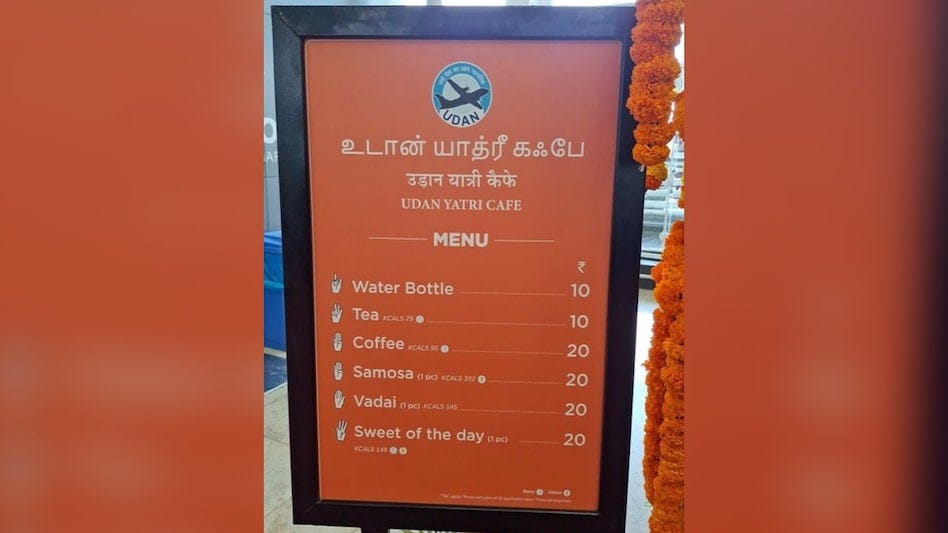 UDAN
உடான் யாத்ரீ கஃபே
उड़ान यात्री कैफे
UDAN YATRI CAFE
MENU
₹
Water Bottle 10
Tea KCALS 79 10
Coffee KCALS 95 20
Samosa (1 pc) KCALS 332 20
Vadai (1 pc) KCALS 145 20
Sweet of the day (1 pc) 20
KCALS 149
Dairy Gluten